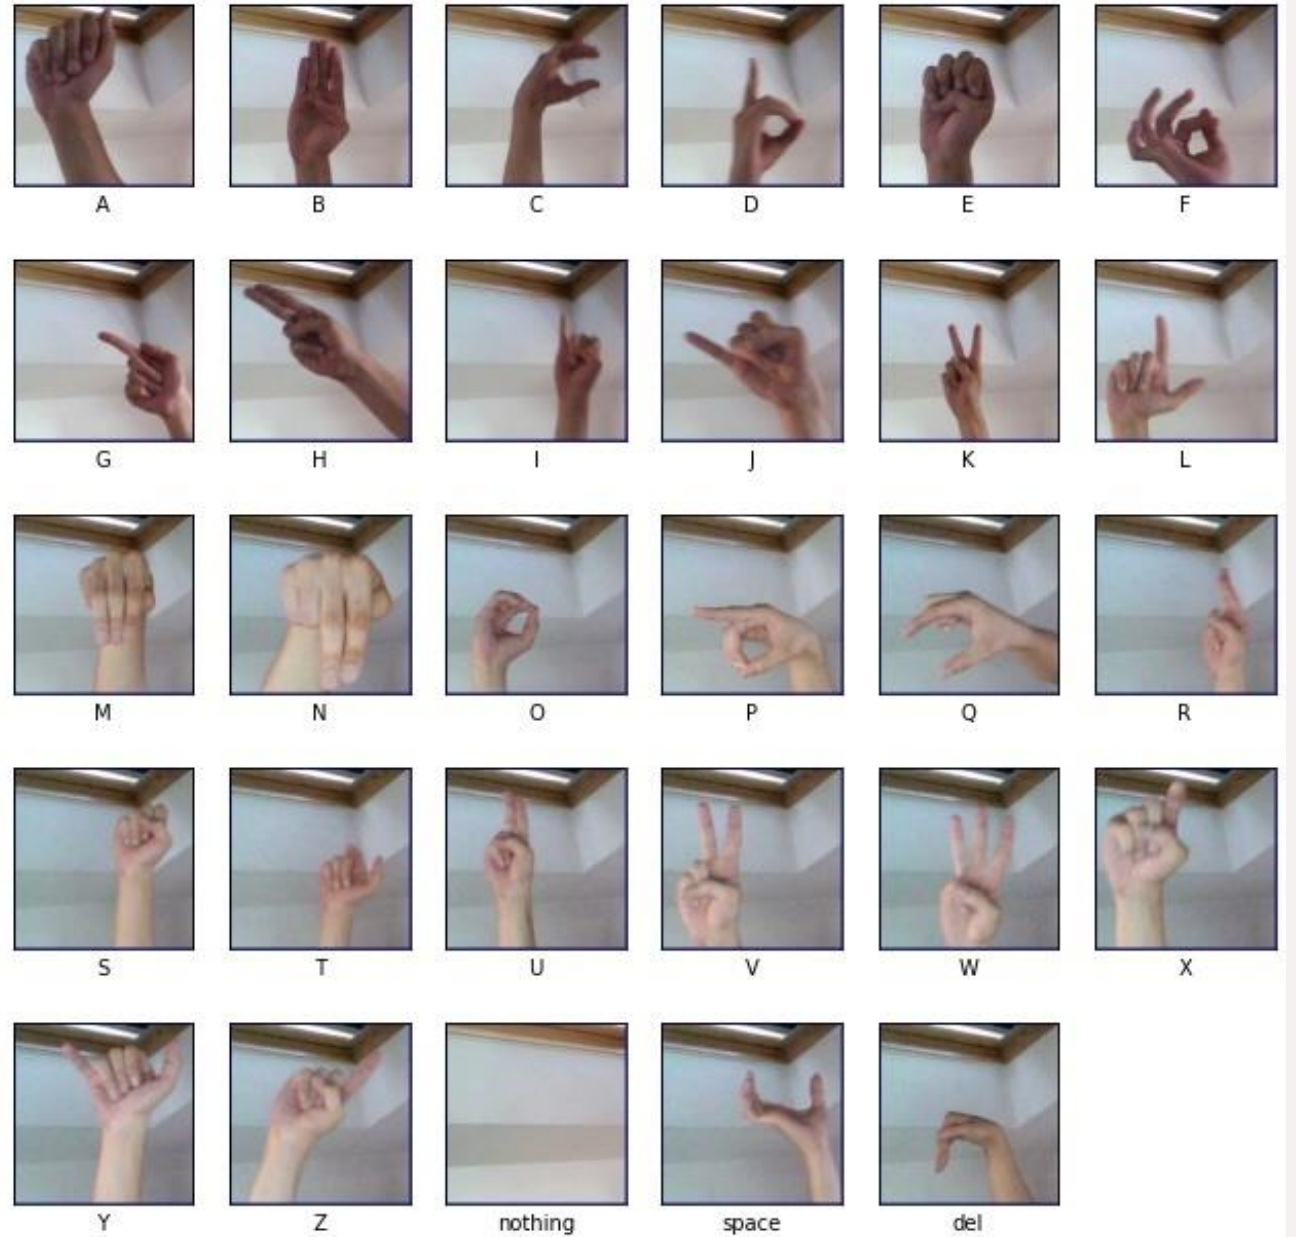 A B C D E F
G H I J K L
M N O P Q R
S T U V W X
Y Z nothing space del